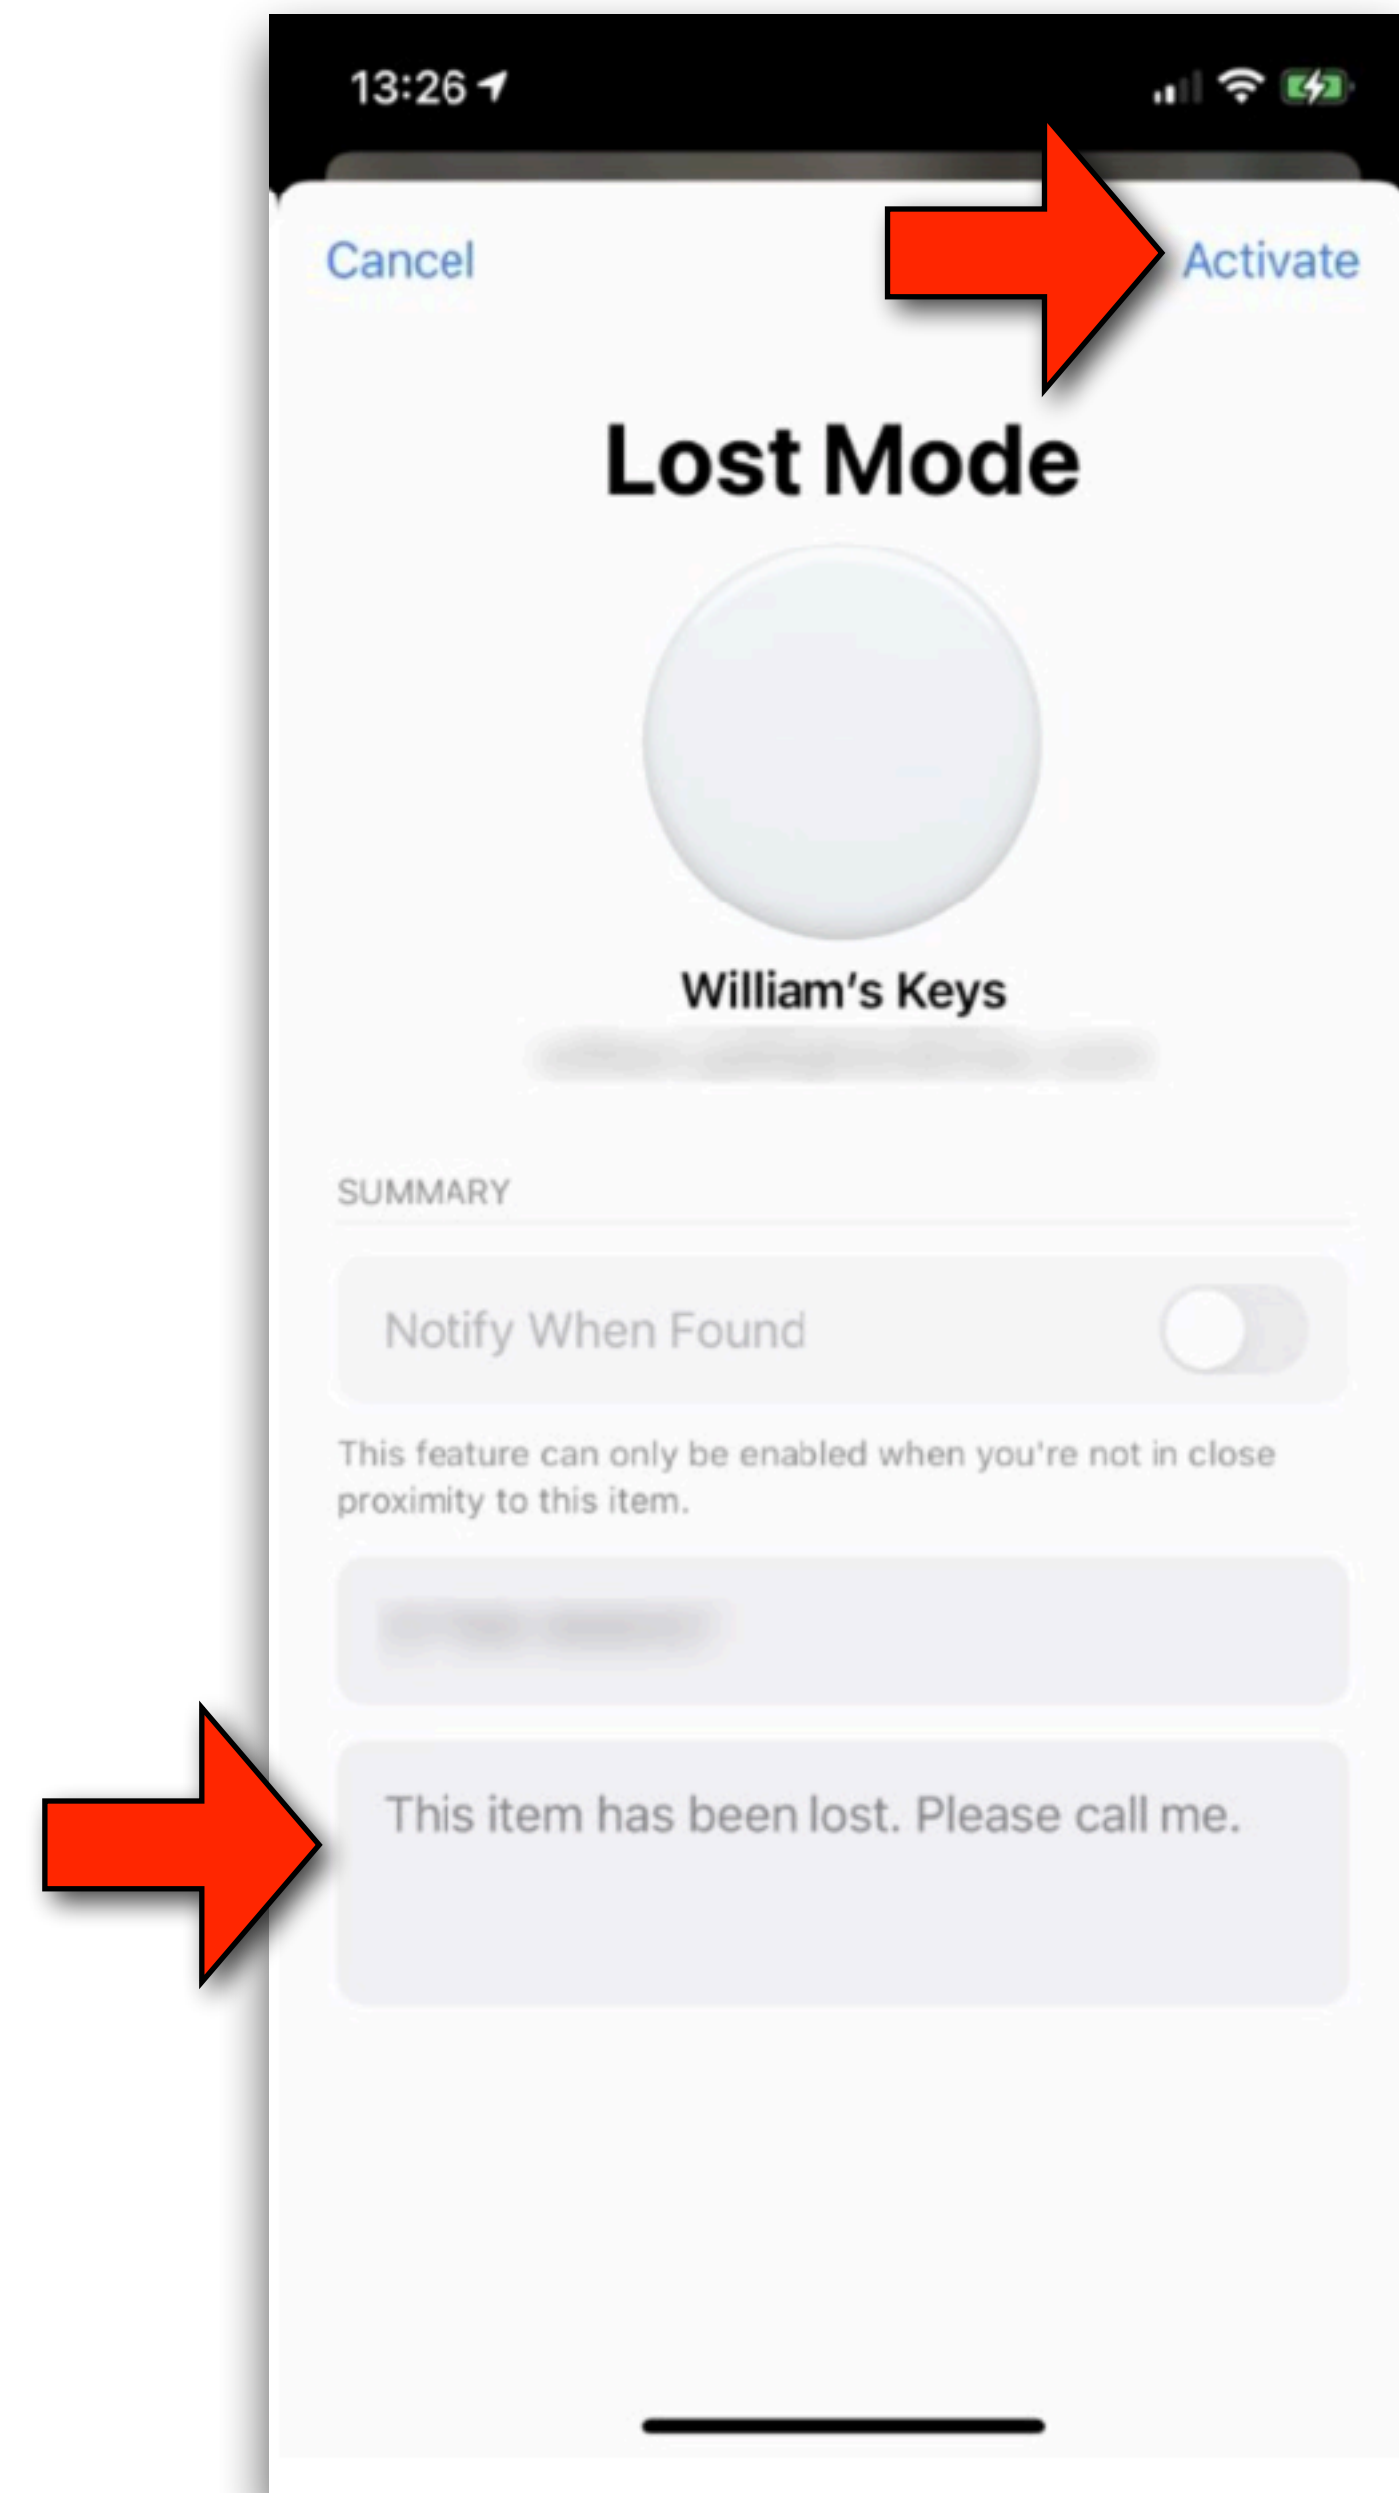 13:26
Cancel
Activate
Lost Mode
William's Keys
SUMMARY
Notify When Found
This feature can only be enabled when you're not in close
proximity to this item.
This item has been lost. Please call me.